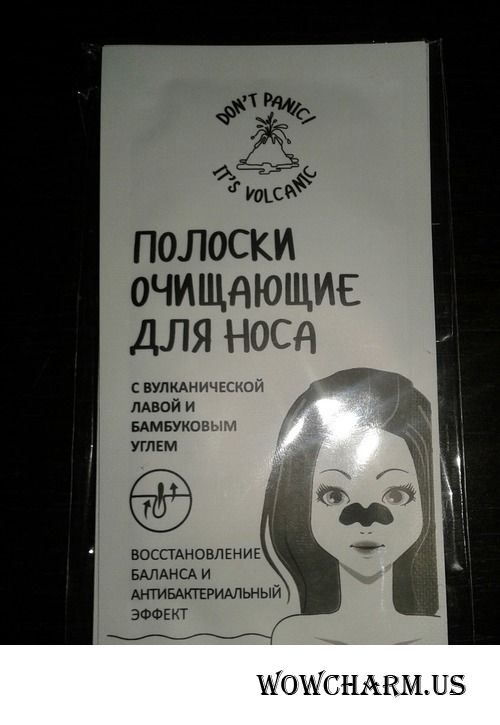 DON'T PANIC!
IT'S VOLCANIC
ПОЛОСКИ
ОЧИЩАЮЩИЕ
ДЛЯ НОСА
С ВУЛКАНИЧЕСКОЙ
ЛАВОЙ И
БАМБУКОВЫМ
УГЛЕМ
ВОССТАНОВЛЕНИЕ
БАЛАНСА И
АНТИБАКТЕРИАЛЬНЫЙ
ЭФФЕКТ
WOWCHARM.US